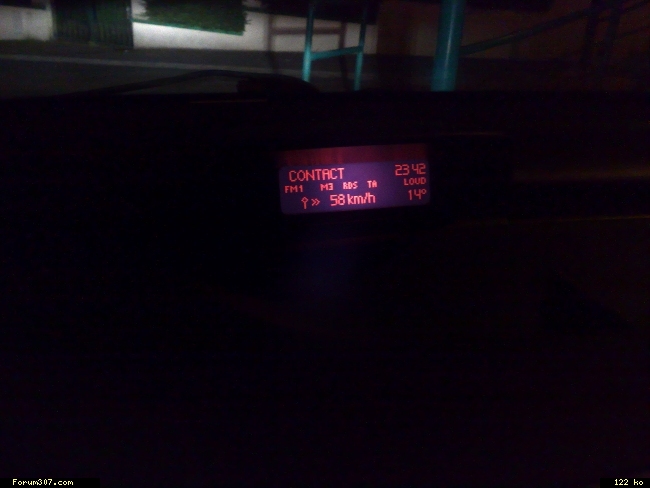 CONTACT 23 42
FM1 M3 RDS TA LOUD
58 km/h 14°
Forum307.com 122 ko